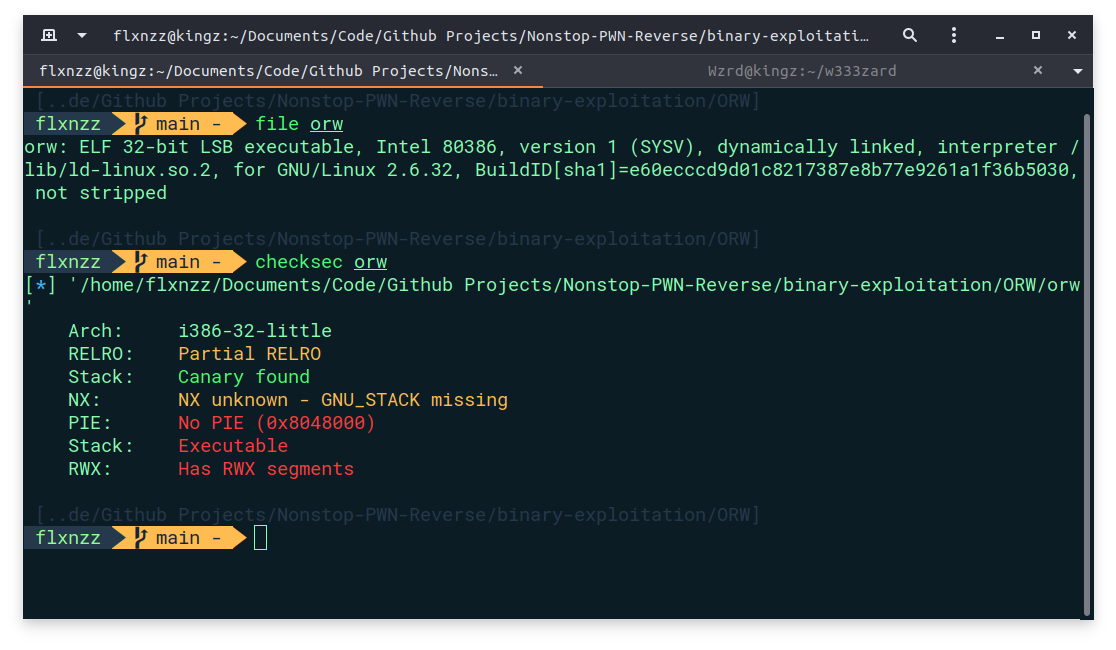 flxnzz@kingz:~/Documents/Code/Github Projects/Nonstop-PWN-Reverse/binary-exploitati…
flxnzz@kingz:~/Documents/Code/Github Projects/Nons… × Wzrd@kingz:~/w333zard ×
[..de/Github Projects/Nonstop-PWN-Reverse/binary-exploitation/ORW]
flxnzz main - file orw
orw: ELF 32-bit LSB executable, Intel 80386, version 1 (SYSV), dynamically linked, interpreter /
lib/ld-linux.so.2, for GNU/Linux 2.6.32, BuildID[sha1]=e60ecccd9d01c8217387e8b77e9261a1f36b5030,
not stripped
[..de/Github Projects/Nonstop-PWN-Reverse/binary-exploitation/ORW]
flxnzz main - checksec orw
[*] '/home/flxnzz/Documents/Code/Github Projects/Nonstop-PWN-Reverse/binary-exploitation/ORW/orw
'
Arch: i386-32-little
RELRO: Partial RELRO
Stack: Canary found
NX: NX unknown - GNU_STACK missing
PIE: No PIE (0x8048000)
Stack: Executable
RWX: Has RWX segments
[..de/Github Projects/Nonstop-PWN-Reverse/binary-exploitation/ORW]
flxnzz main -